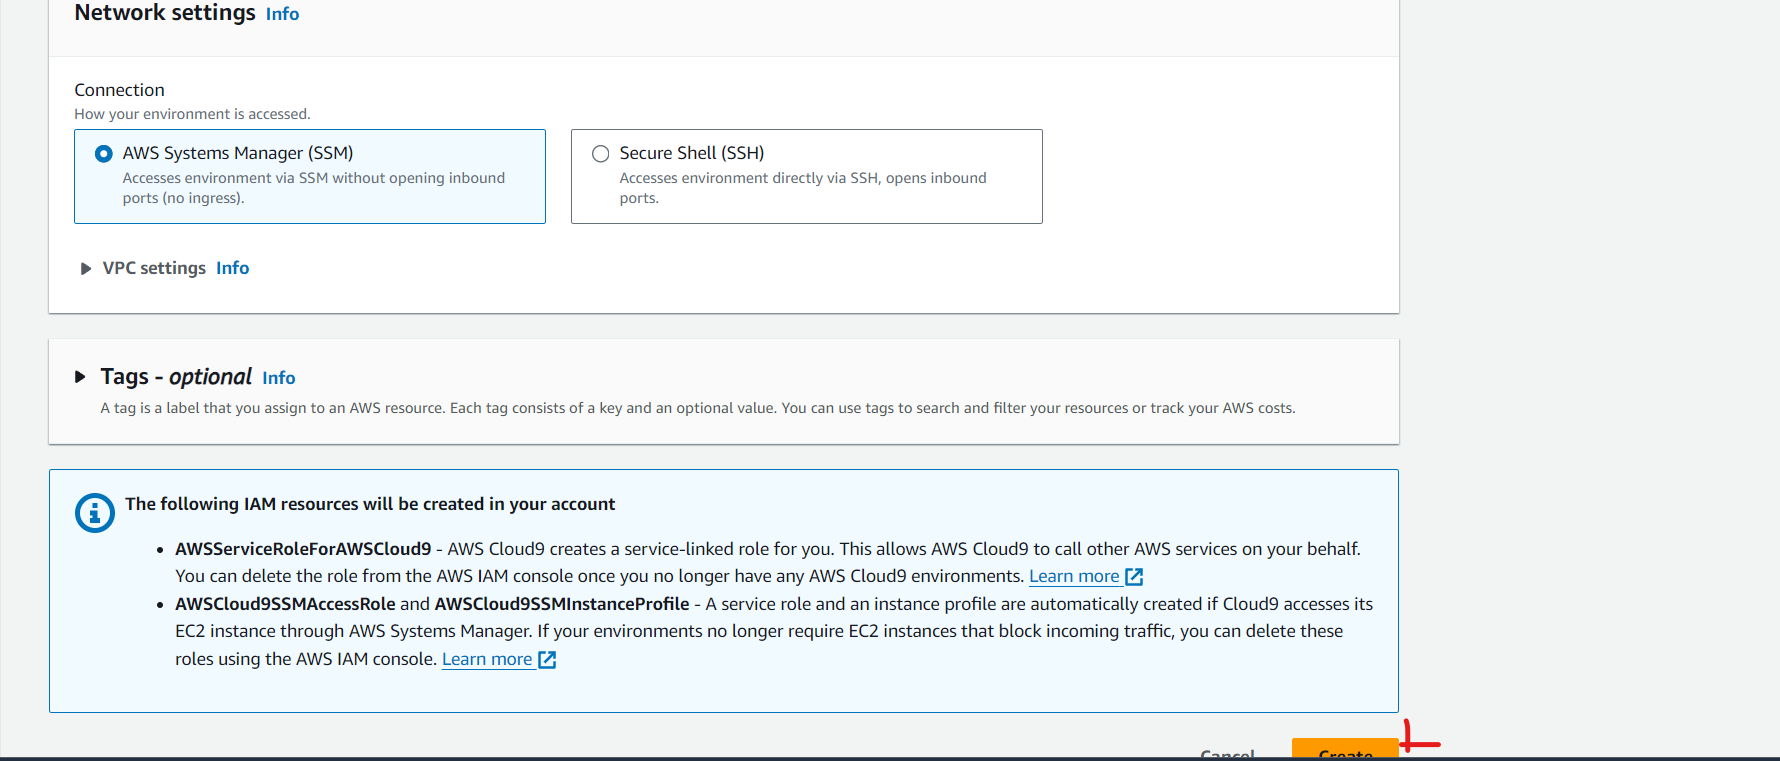 Network settings Info
Connection
How your environment is accessed.
AWS Systems Manager (SSM)
Accesses environment via SSM without opening inbound
ports (no ingress).
Secure Shell (SSH)
Accesses environment directly via SSH, opens inbound
ports.
VPC settings Info
Tags - optional Info
A tag is a label that you assign to an AWS resource. Each tag consists of a key and an optional value. You can use tags to search and filter your resources or track your AWS costs.
The following IAM resources will be created in your account
• AWSServiceRoleForAWSCloud9 - AWS Cloud9 creates a service-linked role for you. This allows AWS Cloud9 to call other AWS services on your behalf.
You can delete the role from the AWS IAM console once you no longer have any AWS Cloud9 environments. Learn more
• AWSCloud9SSMAccessRole and AWSCloud9SSMInstanceProfile - A service role and an instance profile are automatically created if Cloud9 accesses its
EC2 instance through AWS Systems Manager. If your environments no longer require EC2 instances that block incoming traffic, you can delete these
roles using the AWS IAM console. Learn more
Cancel Create